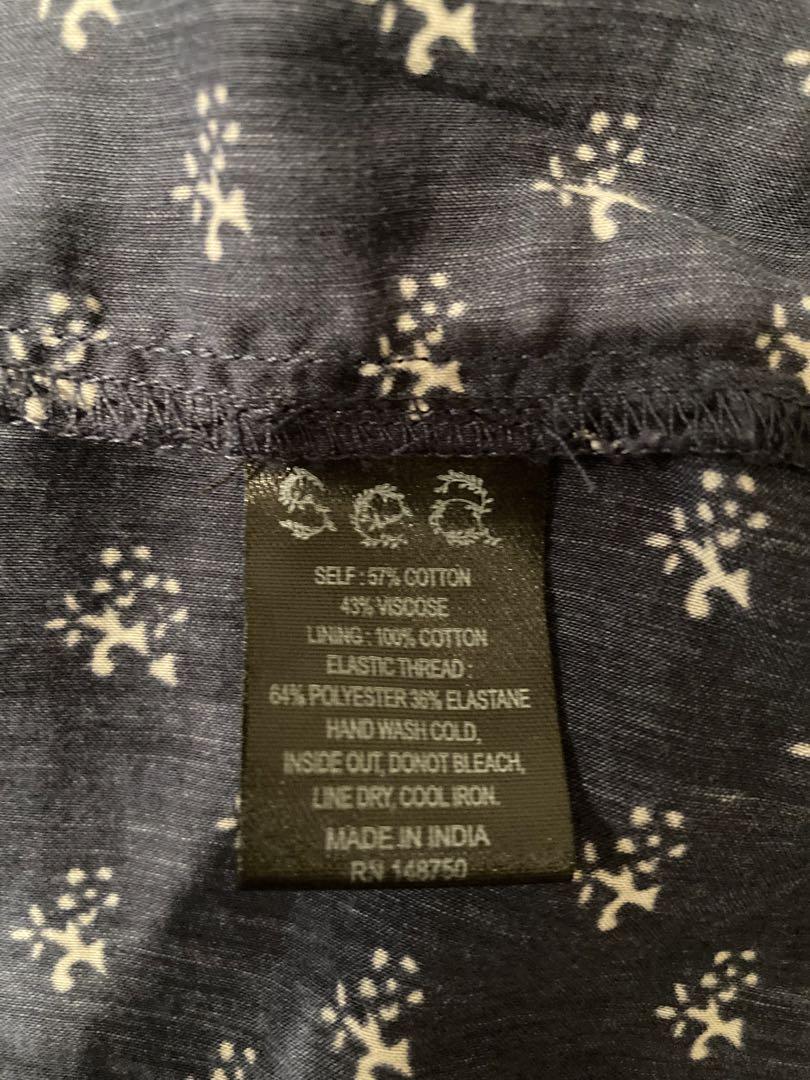 SELF : 57% COTTON
43% VISCOSE
LINING : 100% COTTON
ELASTIC THREAD :
64% POLYESTER 36% ELASTANE
HAND WASH COLD,
INSIDE OUT, DONOT BLEACH,
LINE DRY, COOL IRON.
MADE IN INDIA
RN 148750